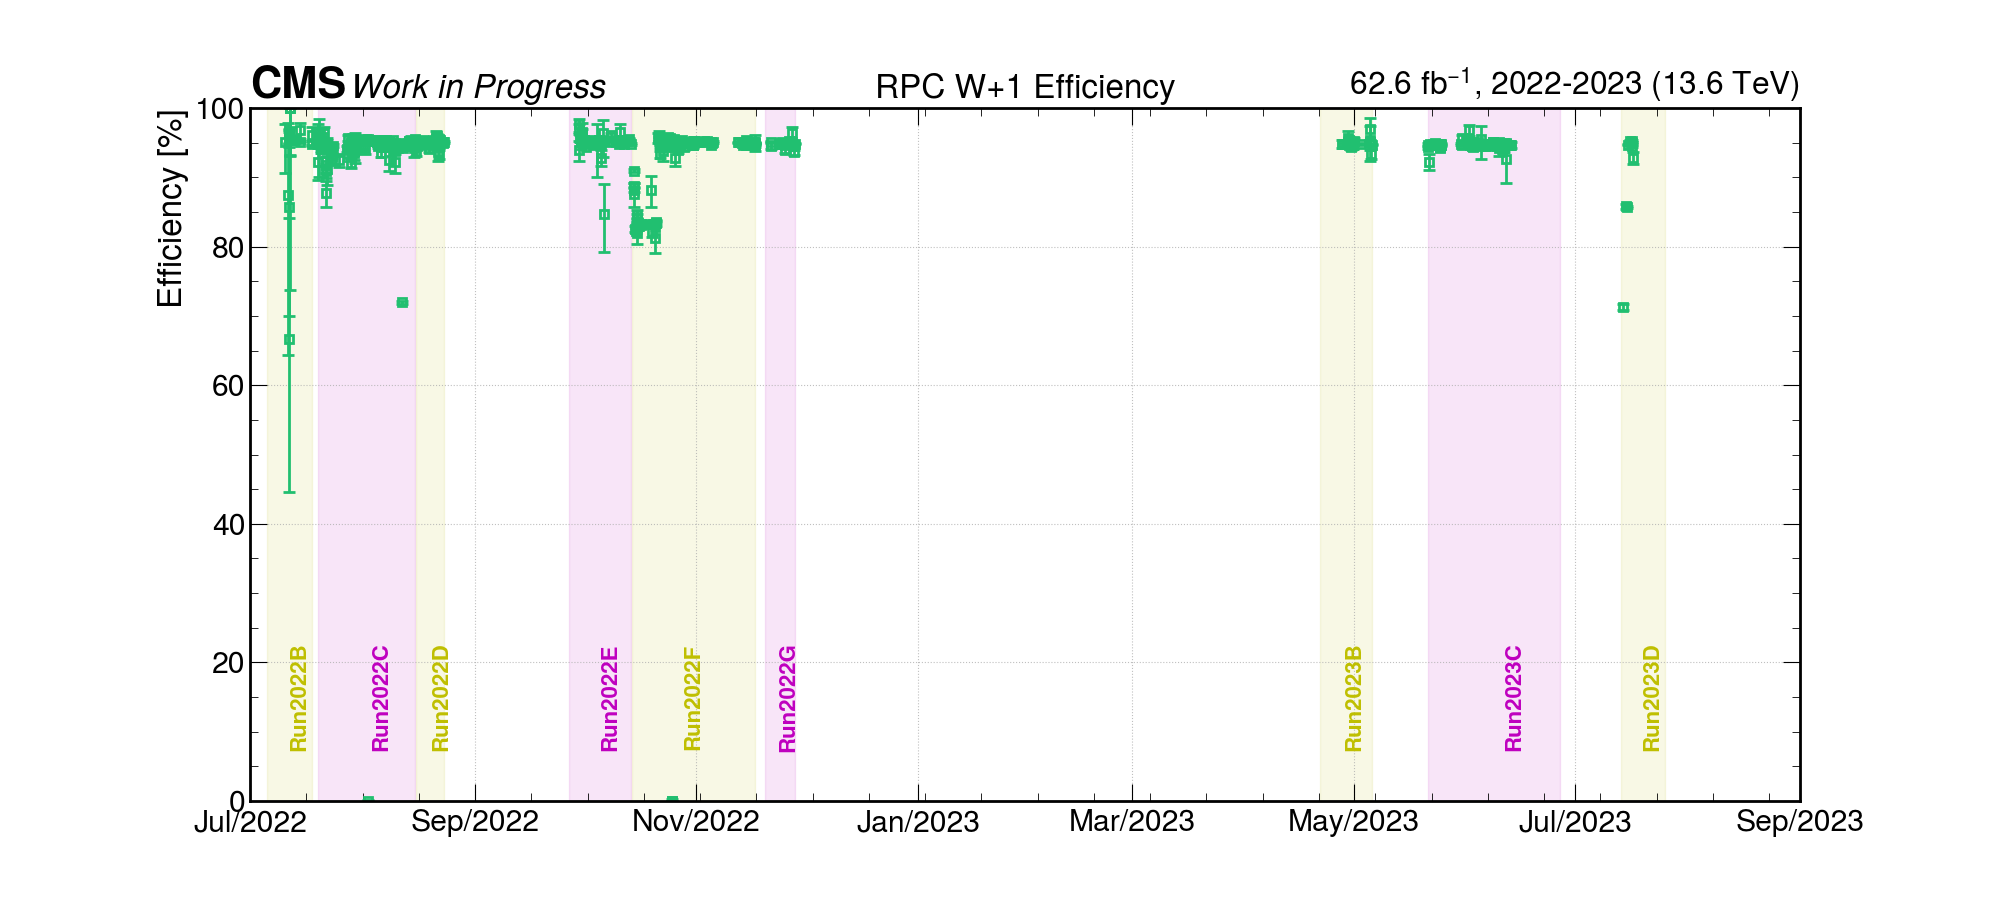 CMS Work in Progress RPC W+1 Efficiency 62.6 fb⁻¹, 2022-2023 (13.6 TeV)
Efficiency [%]
100
80
60
40
20
0
Run2022B Run2022C Run2022D Run2022E Run2022F Run2022G Run2023B Run2023C Run2023D
Jul/2022 Sep/2022 Nov/2022 Jan/2023 Mar/2023 May/2023 Jul/2023 Sep/2023